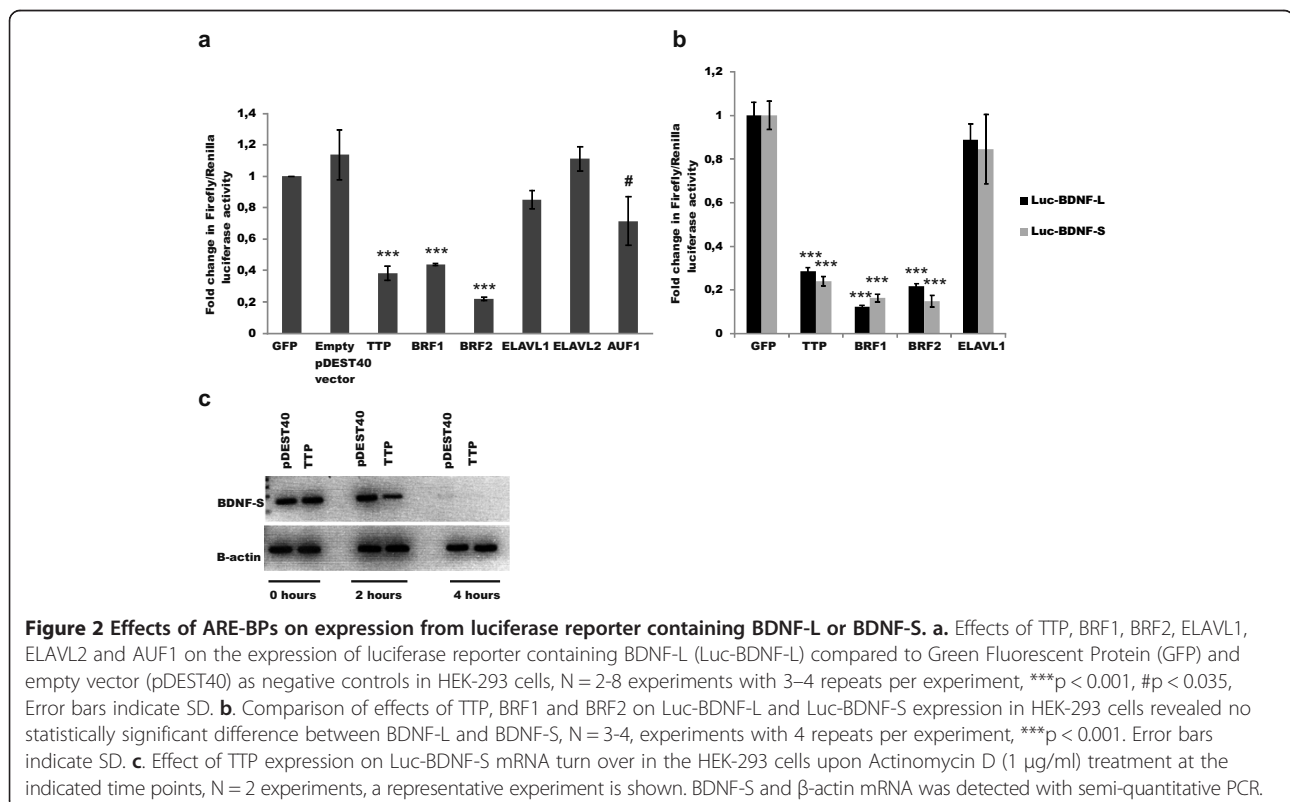 a
Fold change in Firefly/Renilla
luciferase activity
1,4
1,2
1
0,8
0,6
0,4
0,2
0
***
***
***
#
GFP
Empty
pDEST40
vector
TTP
BRF1
BRF2
ELAVL1
ELAVL2
AUF1
b
Fold change in Firefly/Renilla
luciferase activity
1,2
1
0,8
0,6
0,4
0,2
0
***
***
***
***
***
***
GFP
TTP
BRF1
BRF2
ELAVL1
Luc-BDNF-L
Luc-BDNF-S
c
pDEST40
TTP
pDEST40
TTP
pDEST40
TTP
BDNF-S
B-actin
0 hours
2 hours
4 hours
Figure 2 Effects of ARE-BPs on expression from luciferase reporter containing BDNF-L or BDNF-S. a. Effects of TTP, BRF1, BRF2, ELAVL1,
ELAVL2 and AUF1 on the expression of luciferase reporter containing BDNF-L (Luc-BDNF-L) compared to Green Fluorescent Protein (GFP) and
empty vector (pDEST40) as negative controls in HEK-293 cells, N = 2-8 experiments with 3–4 repeats per experiment, ***p < 0.001, #p < 0.035,
Error bars indicate SD. b. Comparison of effects of TTP, BRF1 and BRF2 on Luc-BDNF-L and Luc-BDNF-S expression in HEK-293 cells revealed no
statistically significant difference between BDNF-L and BDNF-S, N = 3-4, experiments with 4 repeats per experiment, ***p < 0.001. Error bars
indicate SD. c. Effect of TTP expression on Luc-BDNF-S mRNA turn over in the HEK-293 cells upon Actinomycin D (1 μg/ml) treatment at the
indicated time points, N = 2 experiments, a representative experiment is shown. BDNF-S and β-actin mRNA was detected with semi-quantitative PCR.